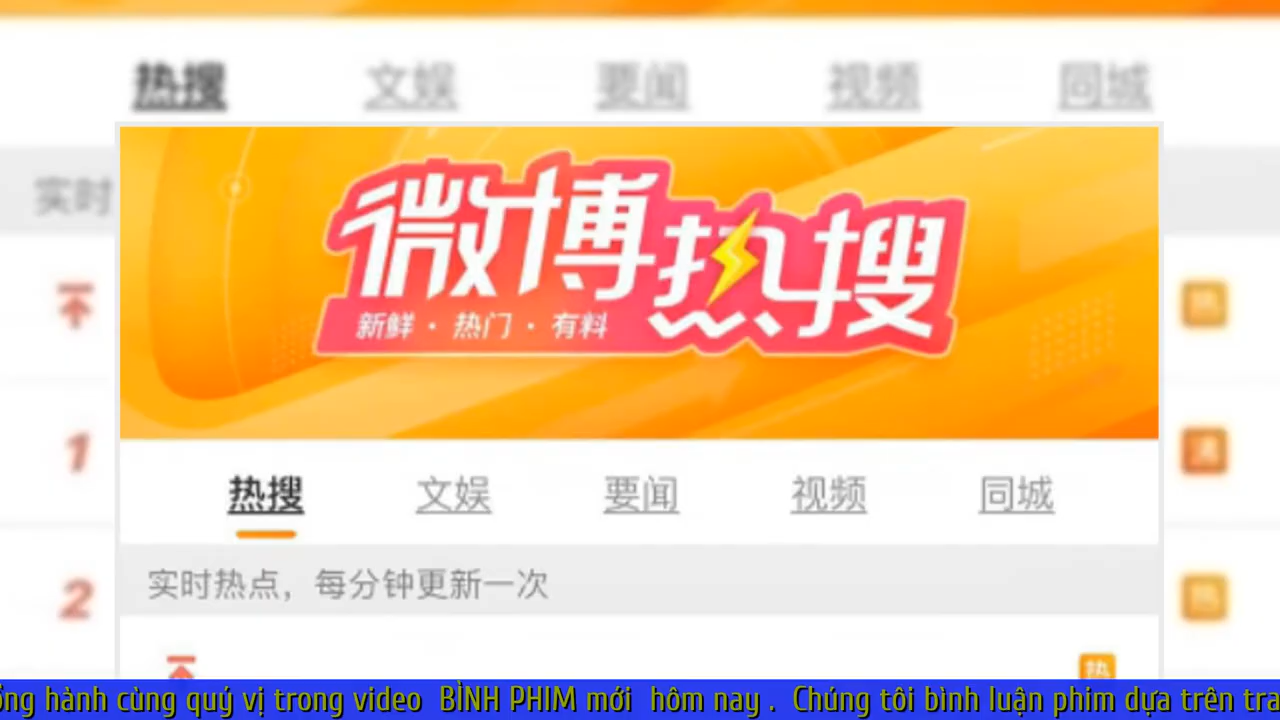 热搜 文娱 要闻 视频 同城
微博热搜
新鲜 · 热门 · 有料
热搜 文娱 要闻 视频 同城
实时
实时热点，每分钟更新一次
热
1
2
hành cùng quý vị trong video BÌNH PHIM mới hôm nay . Chúng tôi bình luận phim dựa trên